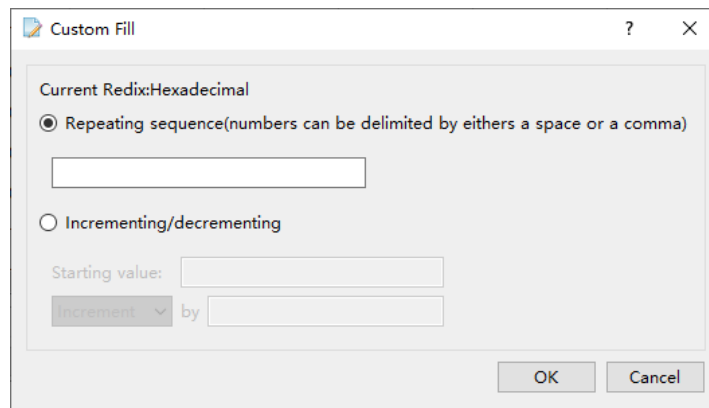 Custom Fill
Current Redix:Hexadecimal
Repeating sequence(numbers can be delimited by eithers a space or a comma)
Incrementing/decrementing
Starting value:
Increment by
OK Cancel